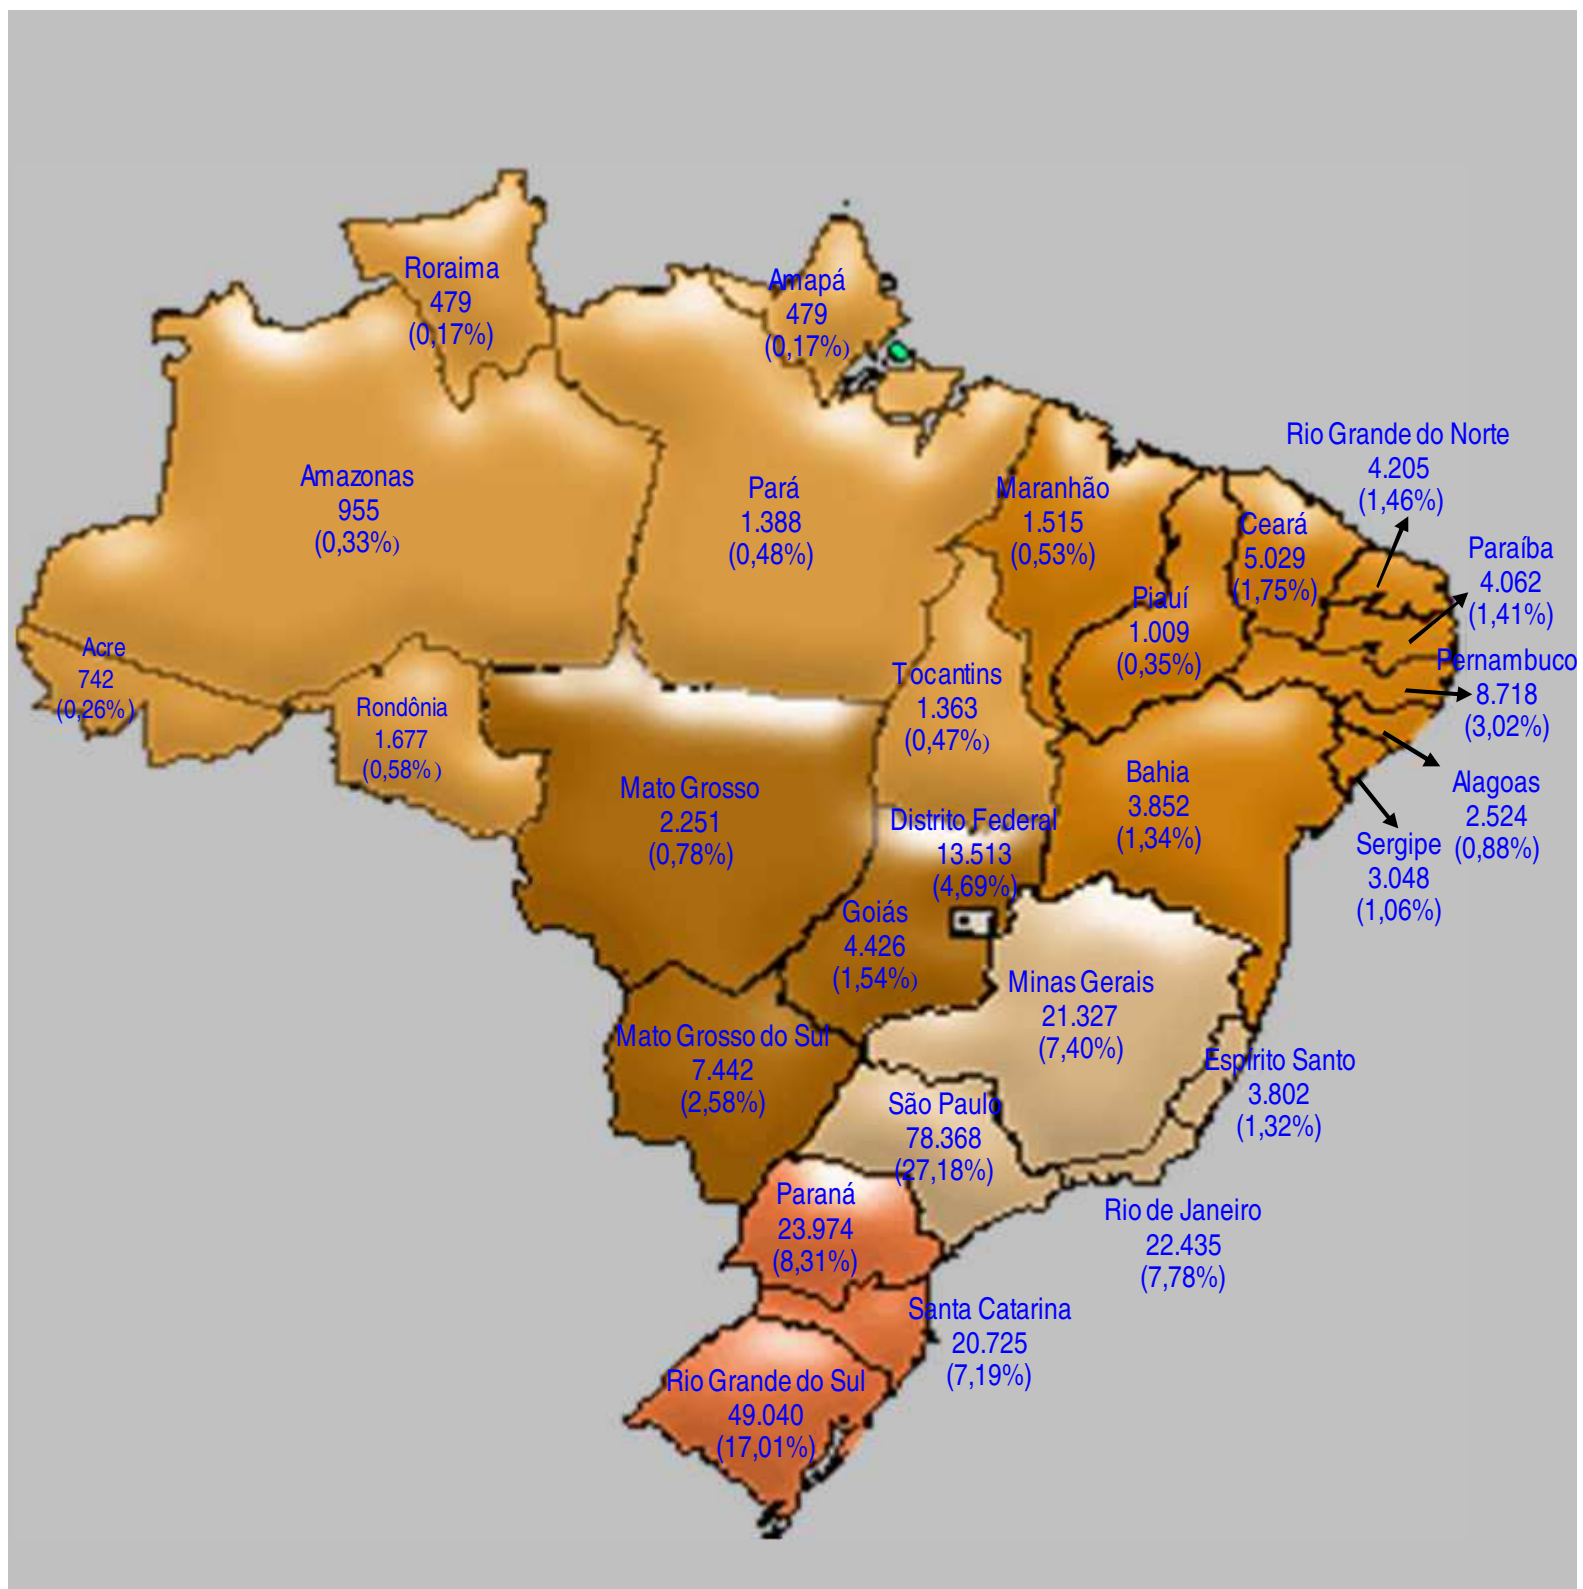 Roraima
479
(0,17%)
Amapá
479
(0,17%)
Rio Grande do Norte
4.205
(1,46%)
Amazonas
955
(0,33%)
Pará
1.388
(0,48%)
Maranhão
1.515
(0,53%)
Ceará
5.029
(1,75%)
Paraíba
4.062
(1,41%)
Piauí
1.009
(0,35%)
Acre
742
(0,26%)
Rondônia
1.677
(0,58%)
Tocantins
1.363
(0,47%)
Pernambuco
8.718
(3,02%)
Mato Grosso
2.251
(0,78%)
Bahia
3.852
(1,34%)
Alagoas
2.524
(0,88%)
Distrito Federal
13.513
(4,69%)
Sergipe
3.048
(1,06%)
Goiás
4.426
(1,54%)
Minas Gerais
21.327
(7,40%)
Mato Grosso do Sul
7.442
(2,58%)
Espírito Santo
3.802
(1,32%)
São Paulo
78.368
(27,18%)
Paraná
23.974
(8,31%)
Rio de Janeiro
22.435
(7,78%)
Santa Catarina
20.725
(7,19%)
Rio Grande do Sul
49.040
(17,01%)